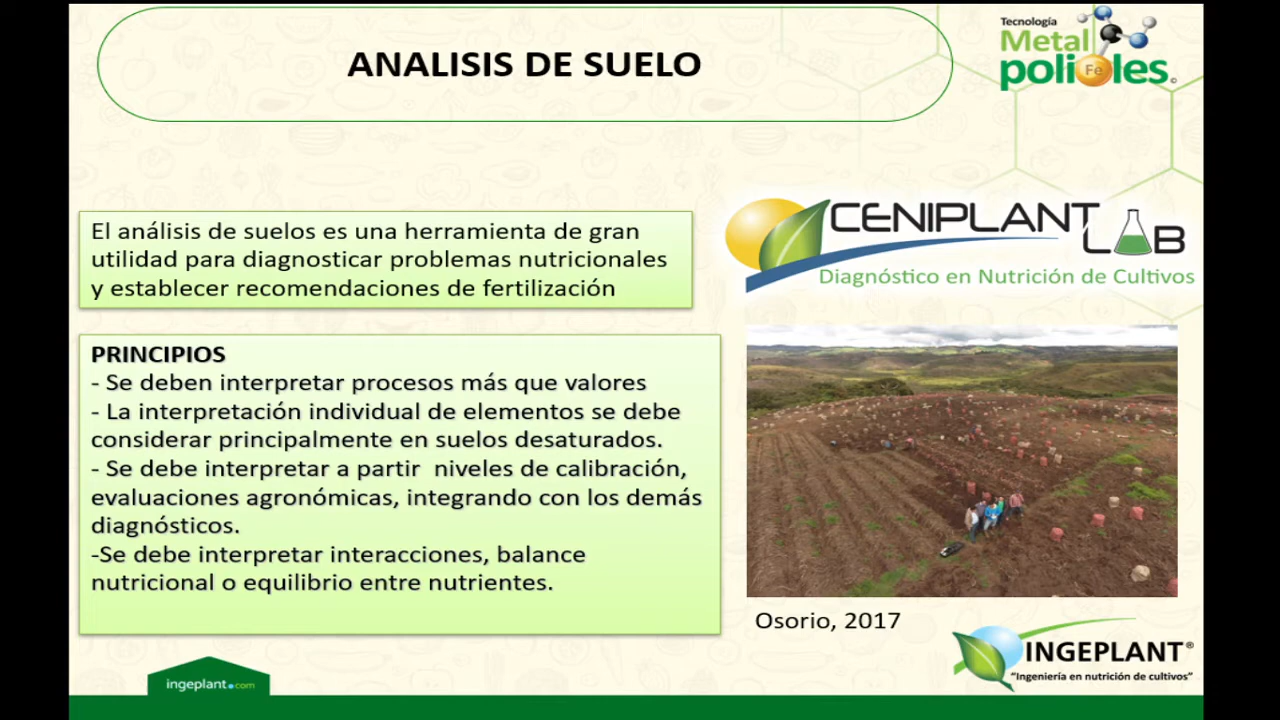 ANALISIS DE SUELO
Tecnología
Metal
polioles
Fe
El análisis de suelos es una herramienta de gran
utilidad para diagnosticar problemas nutricionales
y establecer recomendaciones de fertilización
CENIPLANT
LAB
Diagnóstico en Nutrición de Cultivos
PRINCIPIOS
- Se deben interpretar procesos más que valores
- La interpretación individual de elementos se debe
considerar principalmente en suelos desaturados.
- Se debe interpretar a partir  niveles de calibración,
evaluaciones agronómicas, integrando con los demás
diagnósticos.
-Se debe interpretar interacciones, balance
nutricional o equilibrio entre nutrientes.
Osorio, 2017
INGEPLANT®
"Ingeniería en nutrición de cultivos"
ingeplant.com